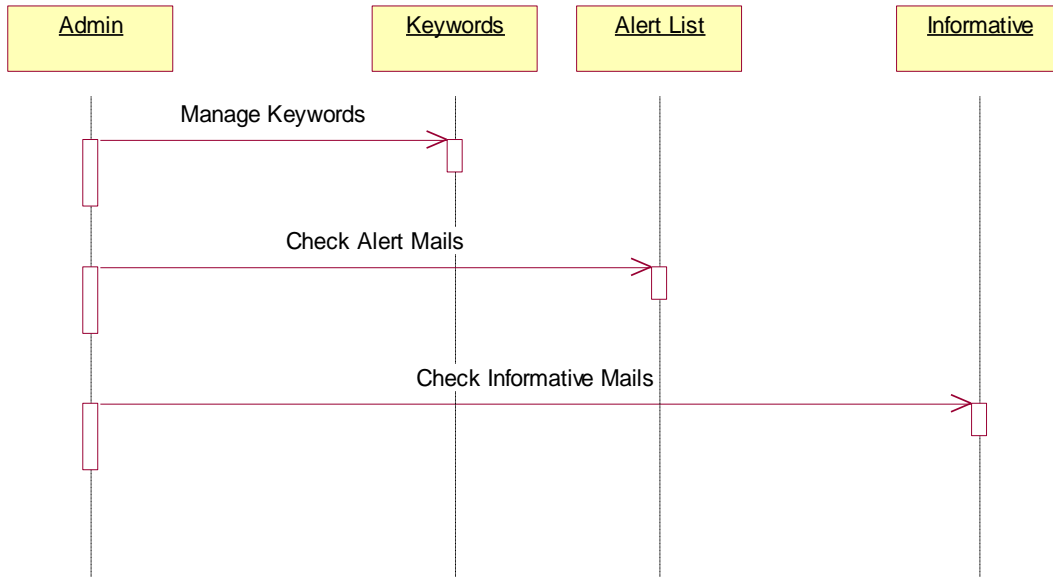 Admin
Keywords
Alert List
Informative
Manage Keywords
Check Alert Mails
Check Informative Mails